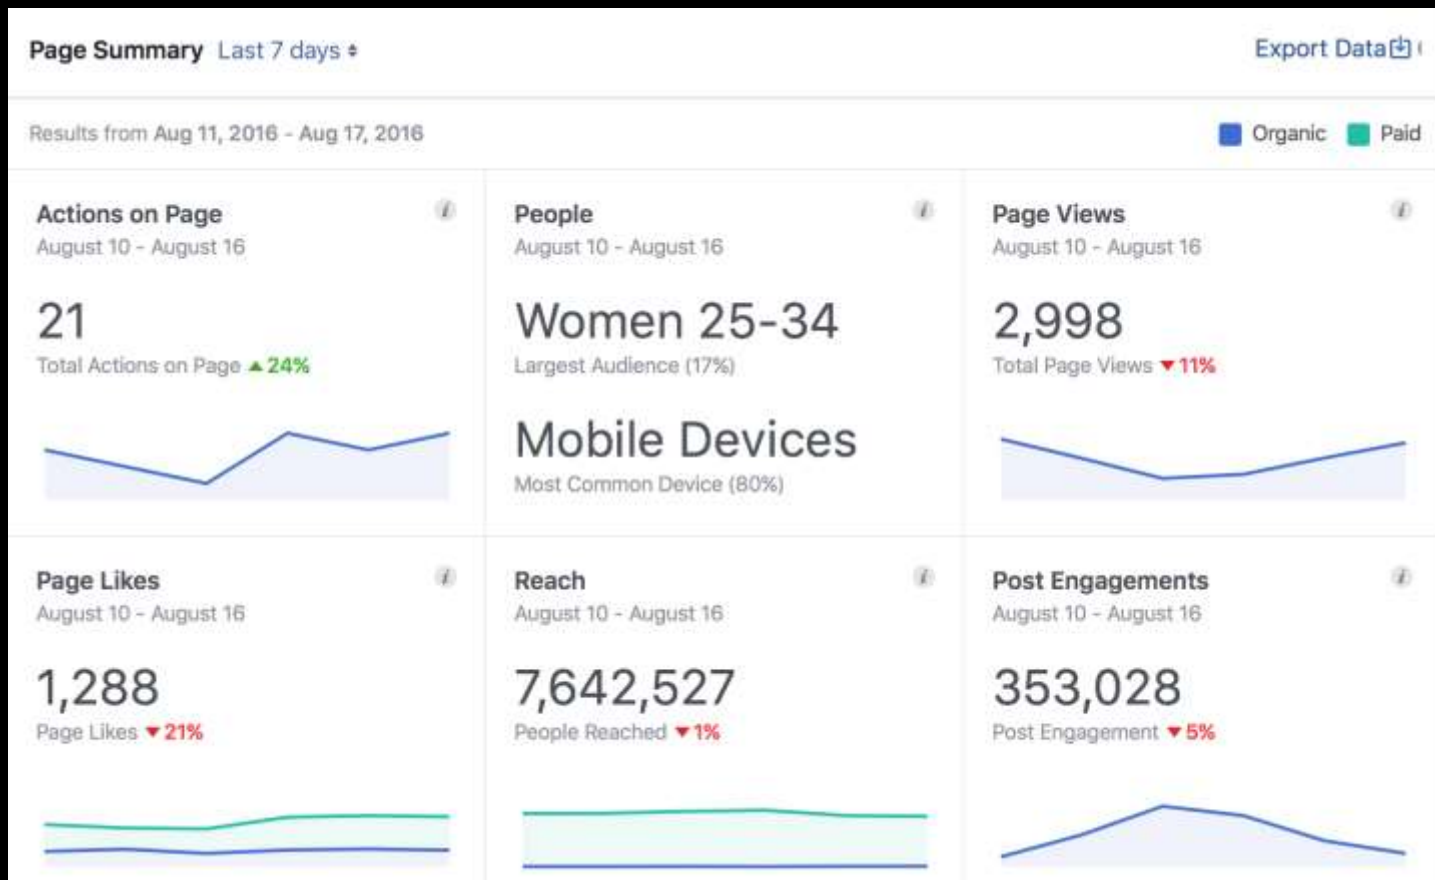 Page Summary Last 7 days
Export Data
Results from Aug 11, 2016 - Aug 17, 2016
Organic Paid
Actions on Page
August 10 - August 16
21
Total Actions on Page ▲24%
People
August 10 - August 16
Women 25-34
Largest Audience (17%)
Mobile Devices
Most Common Device (80%)
Page Views
August 10 - August 16
2,998
Total Page Views ▼11%
Page Likes
August 10 - August 16
1,288
Page Likes ▼21%
Reach
August 10 - August 16
7,642,527
People Reached ▼1%
Post Engagements
August 10 - August 16
353,028
Post Engagement ▼5%